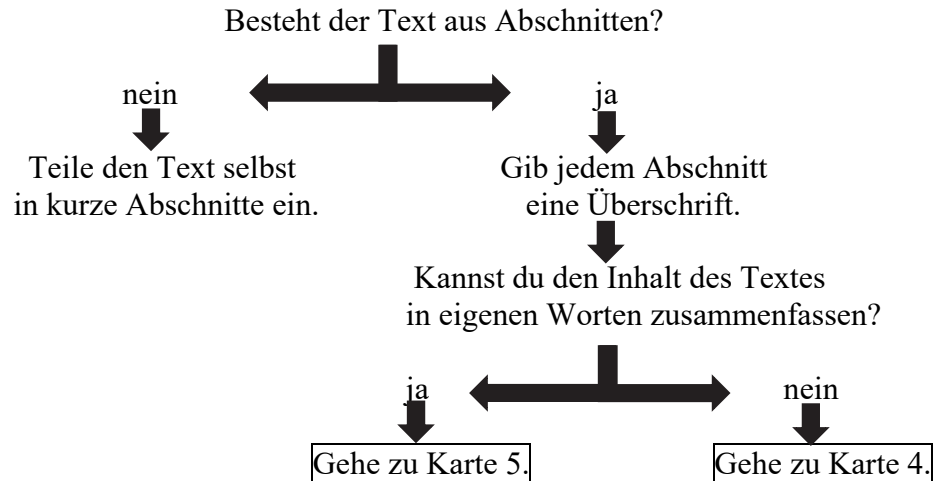 Besteht der Text aus Abschnitten?
nein
ja
Teile den Text selbst
in kurze Abschnitte ein.
Gib jedem Abschnitt
eine Überschrift.
Kannst du den Inhalt des Textes
in eigenen Worten zusammenfassen?
ja
nein
Gehe zu Karte 5.
Gehe zu Karte 4.